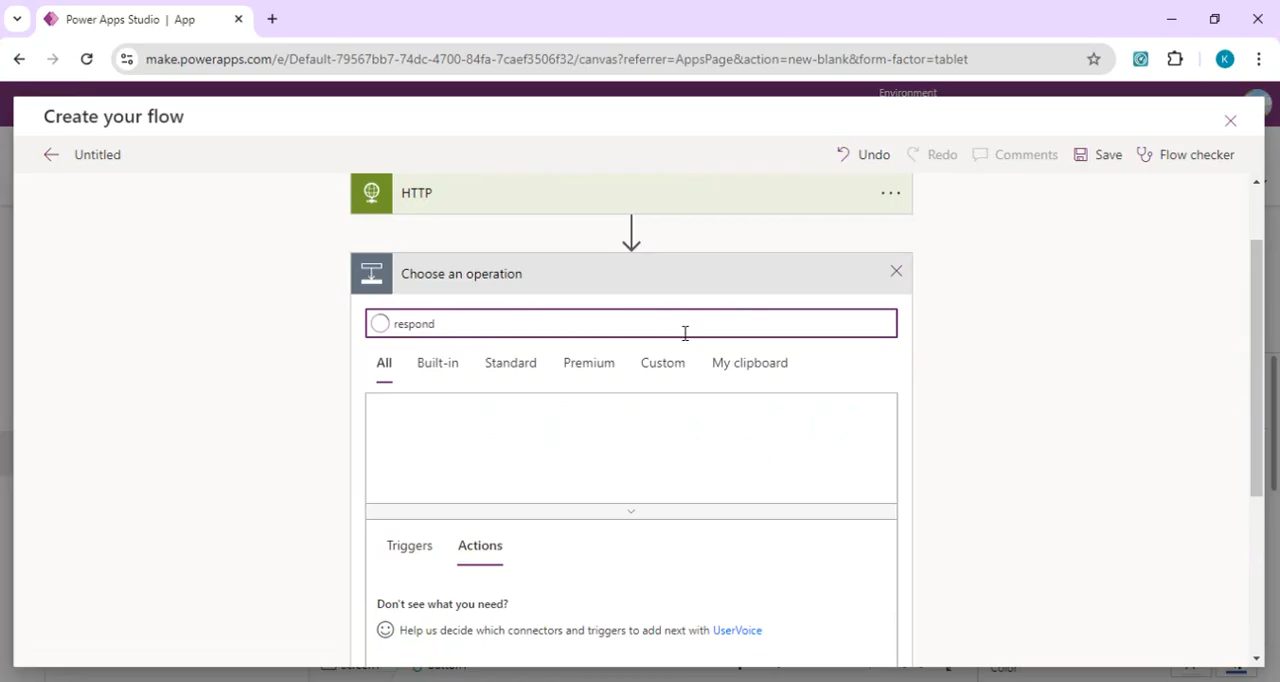 Power Apps Studio | App
make.powerapps.com/e/Default-79567bb7-74dc-4700-84fa-7caef3506f32/canvas?referrer=AppsPage&action=new-blank&form-factor=tablet
K
Environment
Create your flow
Untitled
Undo
Redo
Comments
Save
Flow checker
HTTP
Choose an operation
respond
All
Built-in
Standard
Premium
Custom
My clipboard
Triggers
Actions
Don't see what you need?
Help us decide which connectors and triggers to add next with UserVoice